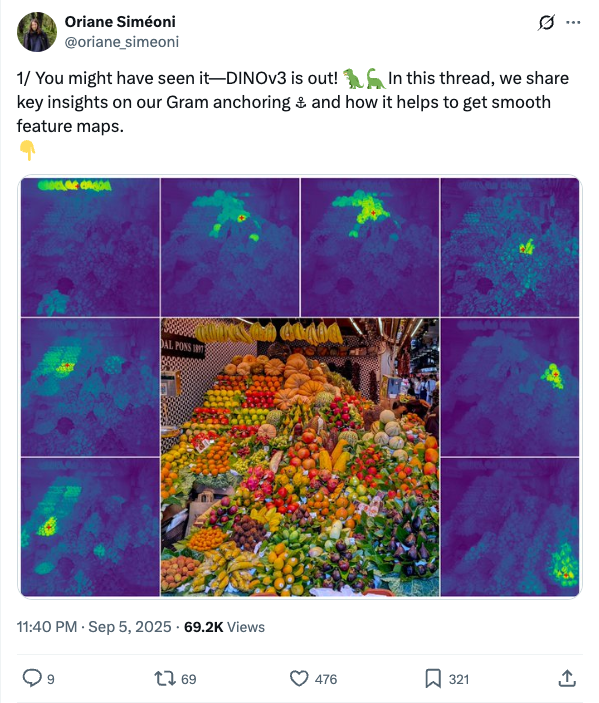 Oriane Siméoni
@oriane_simeoni
1/ You might have seen it—DINOv3 is out! 🦖🦕 In this thread, we share
key insights on our Gram anchoring ⚓ and how it helps to get smooth
feature maps.
👇
DAL PONS 1897
11:40 PM · Sep 5, 2025 · 69.2K Views
9 69 476 321